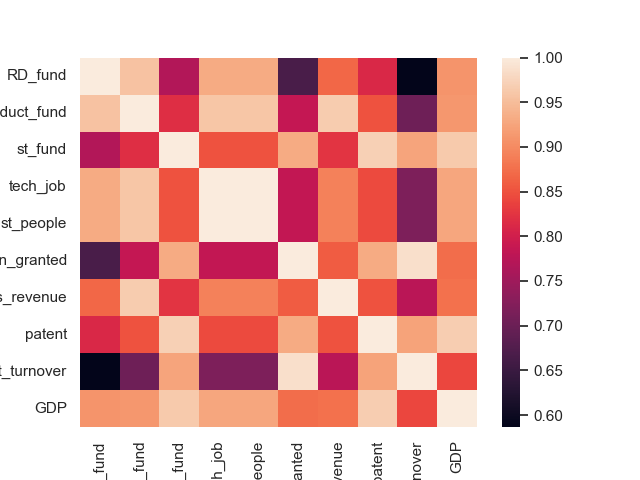 RD_fund
duct_fund
st_fund
tech_job
st_people
n_granted
s_revenue
patent
t_turnover
GDP
_fund
_fund
_fund
h_job
eople
anted
venue
patent
nover
GDP
1.00
0.95
0.90
0.85
0.80
0.75
0.70
0.65
0.60